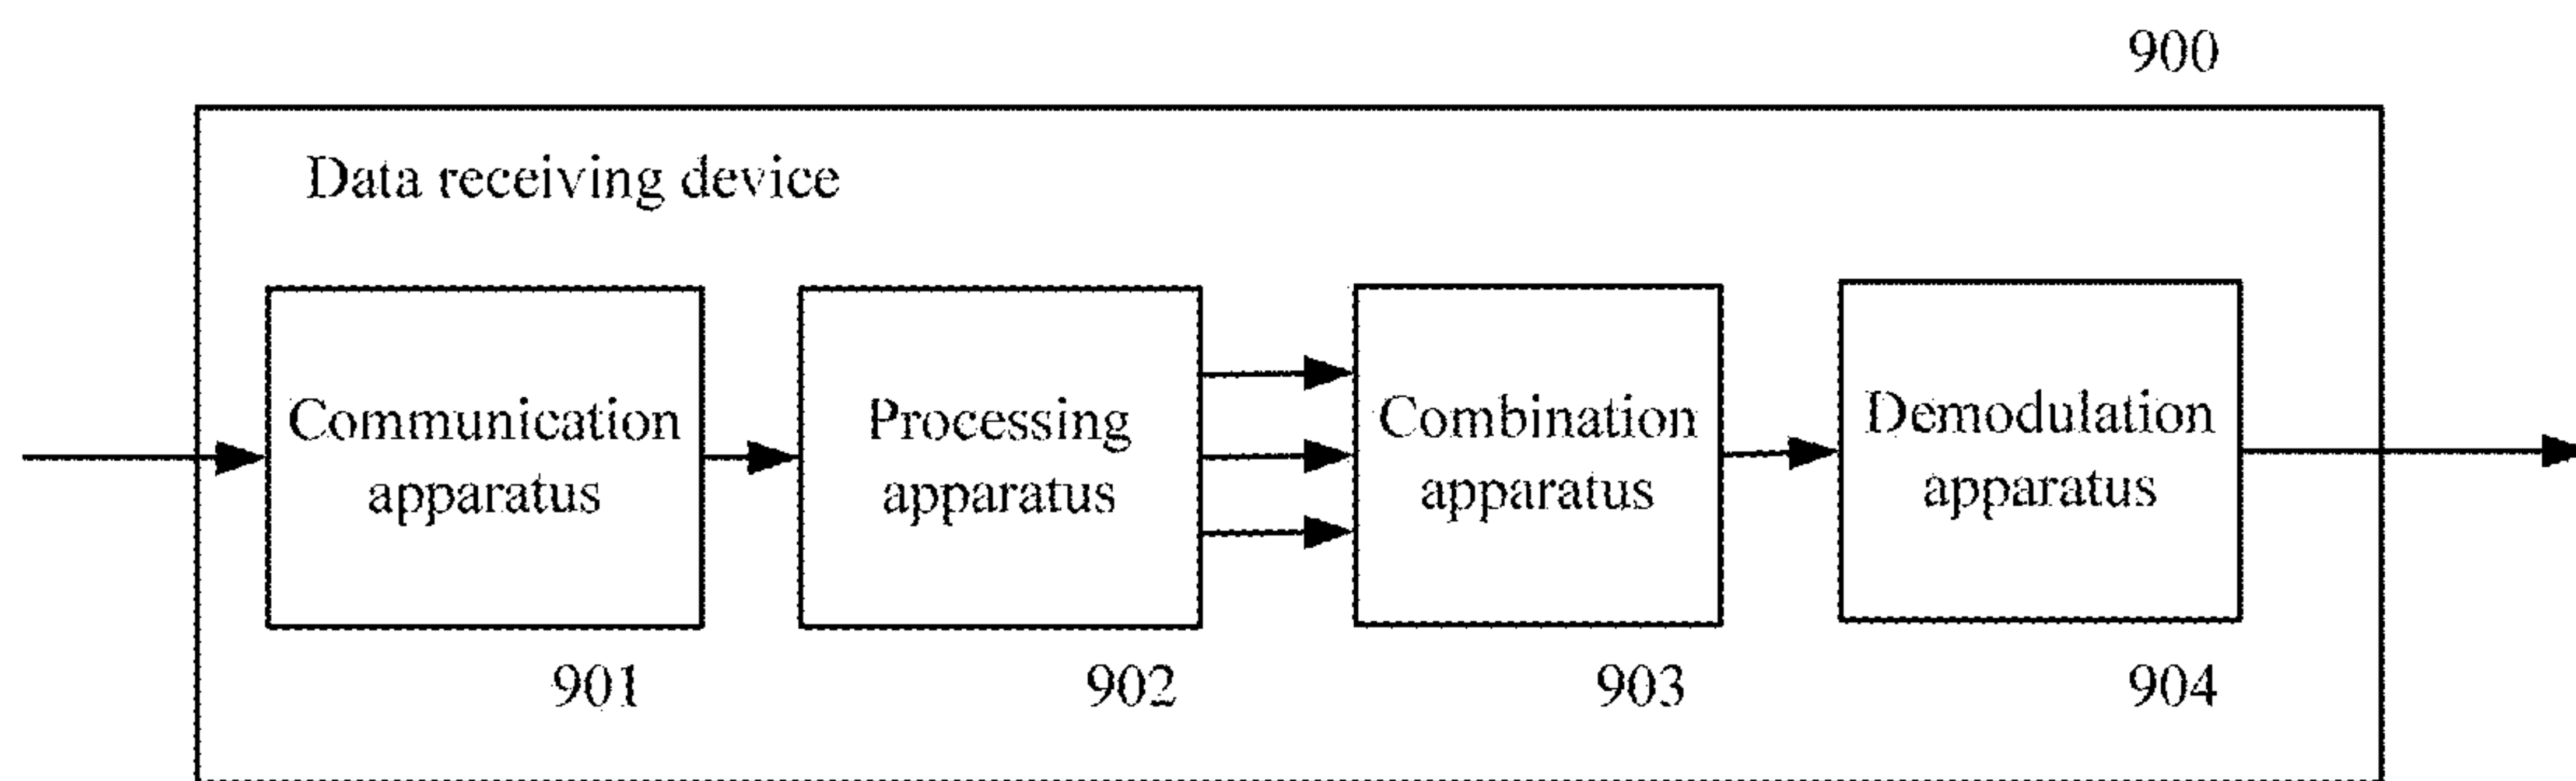 900
Data receiving device
Communication
apparatus
Processing
apparatus
Combination
apparatus
Demodulation
apparatus
901
902
903
904